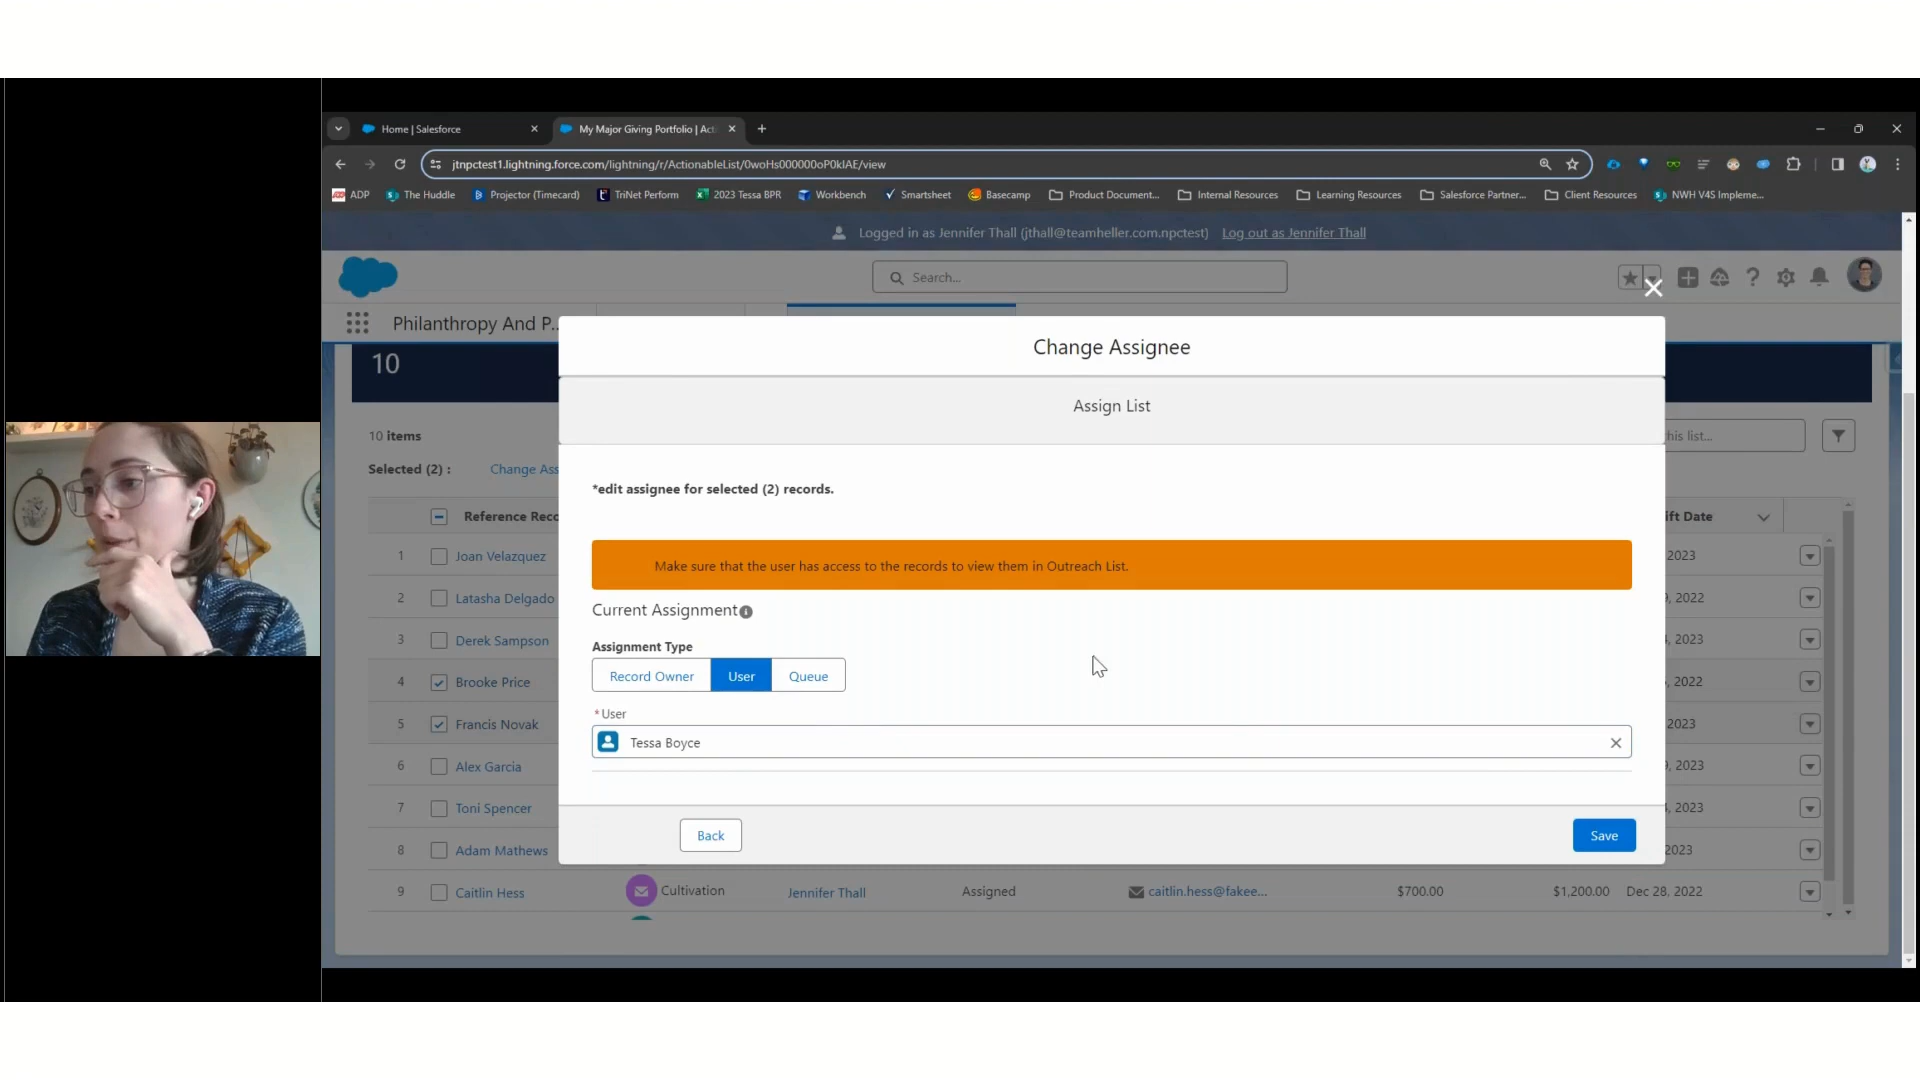 Home | Salesforce
My Major Giving Portfolio | Act
jtnpctest1.lightning.force.com/lightning/r/ActionableList/0woHs000000oP0kIAE/view
ADP The Huddle Projector (Timecard) TriNet Perform 2023 Tessa BPR Workbench Smartsheet Basecamp Product Document... Internal Resources Learning Resources Salesforce Partner... Client Resources NWH V4S Impleme...
Logged in as Jennifer Thall (jthall@teamheller.com.npctest) Log out as Jennifer Thall
Search...
Philanthropy And P...
Change Assignee
10
Assign List
10 items
his list...
Selected (2) : Change Ass
*edit assignee for selected (2) records.
Reference Reco
ift Date
1 Joan Velazquez
2023
Make sure that the user has access to the records to view them in Outreach List.
2 Latasha Delgado
, 2022
Current Assignment
3 Derek Sampson
, 2023
Assignment Type
4 Brooke Price
Record Owner User Queue
, 2022
* User
5 Francis Novak
2023
Tessa Boyce
6 Alex Garcia
, 2023
7 Toni Spencer
, 2023
Back Save
8 Adam Mathews
2023
9 Caitlin Hess Cultivation Jennifer Thall Assigned caitlin.hess@fakee... $700.00 $1,200.00 Dec 28, 2022